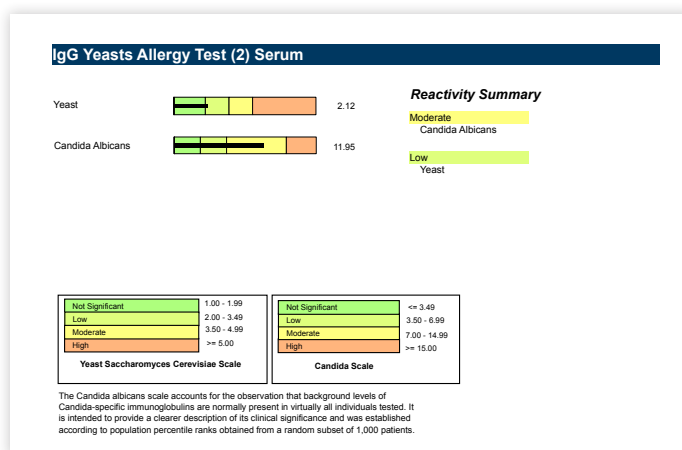 IgG Yeasts Allergy Test (2) Serum
Yeast 2.12
Candida Albicans 11.95
Reactivity Summary
Moderate
Candida Albicans
Low
Yeast
Not Significant 1.00 - 1.99
Low 2.00 - 3.49
Moderate 3.50 - 4.99
High >= 5.00
Yeast Saccharomyces Cerevisiae Scale
Not Significant <= 3.49
Low 3.50 - 6.99
Moderate 7.00 - 14.99
High >= 15.00
Candida Scale
The Candida albicans scale accounts for the observation that background levels of
Candida-specific immunoglobulins are normally present in virtually all individuals tested. It
is intended to provide a clearer description of its clinical significance and was established
according to population percentile ranks obtained from a random subset of 1,000 patients.